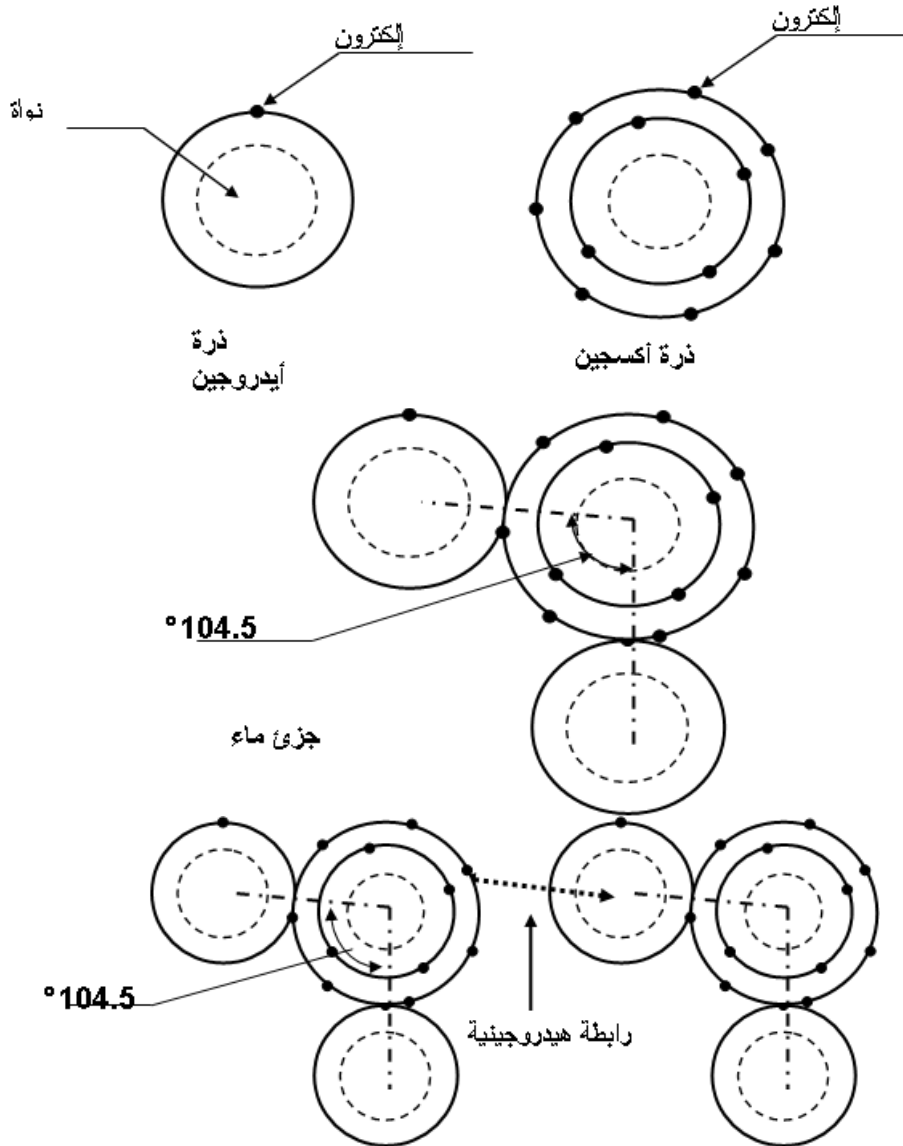 إلكترون
إلكترون
نواة
ذرة
أيدروجين
ذرة أكسجين
°104.5
جزئ ماء
°104.5
رابطة هيدروجينية